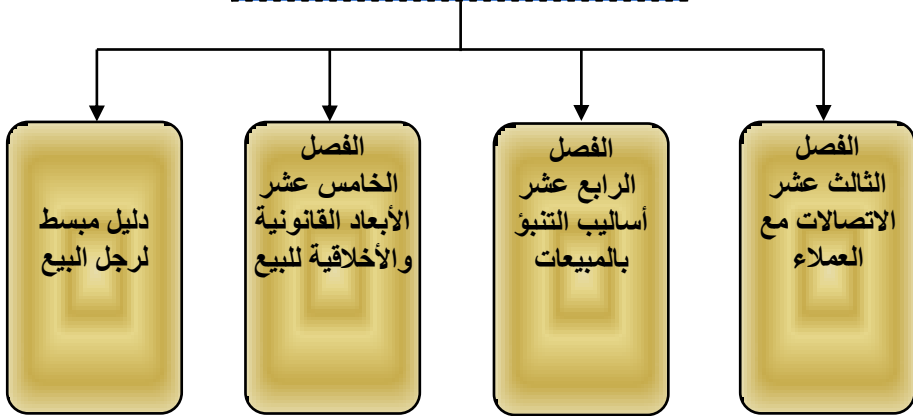 الفصل
الثالث عشر
الاتصالات مع
العملاء
الفصل
الرابع عشر
أساليب التنبؤ
بالمبيعات
الفصل
الخامس عشر
الأبعاد القانونية
والأخلاقية للبيع
دليل مبسط
لرجل البيع